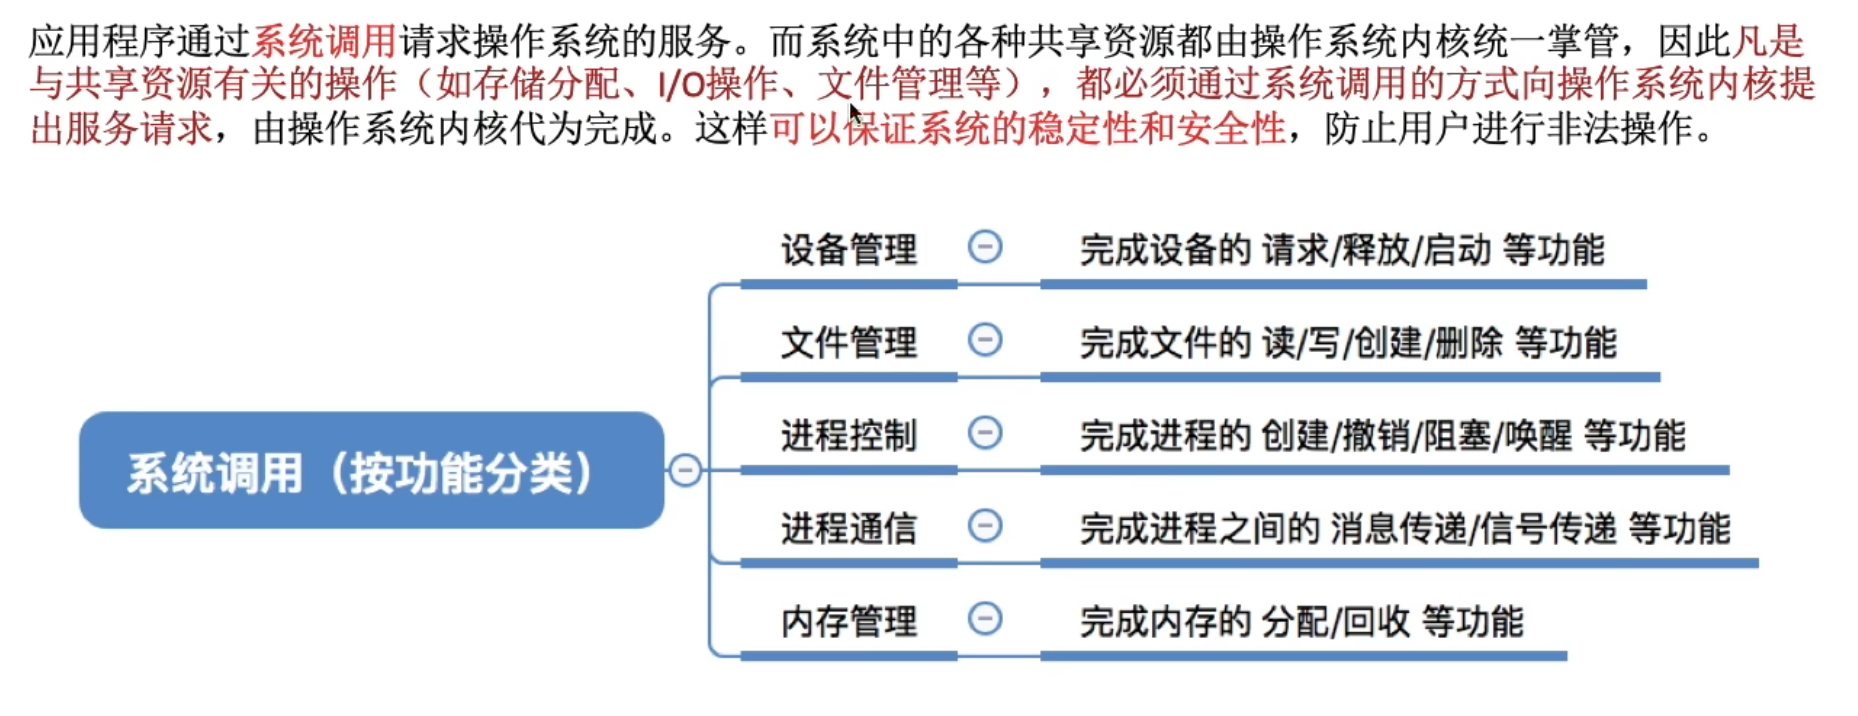 应用程序通过系统调用请求操作系统的服务。而系统中的各种共享资源都由操作系统内核统一掌管，因此凡是
与共享资源有关的操作（如存储分配、I/O操作、文件管理等），都必须通过系统调用的方式向操作系统内核提
出服务请求，由操作系统内核代为完成。这样可以保证系统的稳定性和安全性，防止用户进行非法操作。
系统调用（按功能分类）
设备管理 完成设备的 请求/释放/启动 等功能
文件管理 完成文件的 读/写/创建/删除 等功能
进程控制 完成进程的 创建/撤销/阻塞/唤醒 等功能
进程通信 完成进程之间的 消息传递/信号传递 等功能
内存管理 完成内存的 分配/回收 等功能